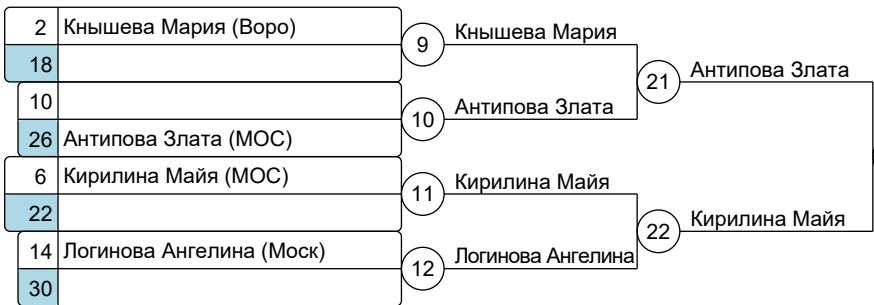 2 Кнышева Мария (Воро)
18
9 Кнышева Мария
10
26 Антипова Злата (МОС)
10 Антипова Злата
21 Антипова Злата
6 Кирилина Майя (МОС)
22
11 Кирилина Майя
14 Логинова Ангелина (Моск)
30
12 Логинова Ангелина
22 Кирилина Майя